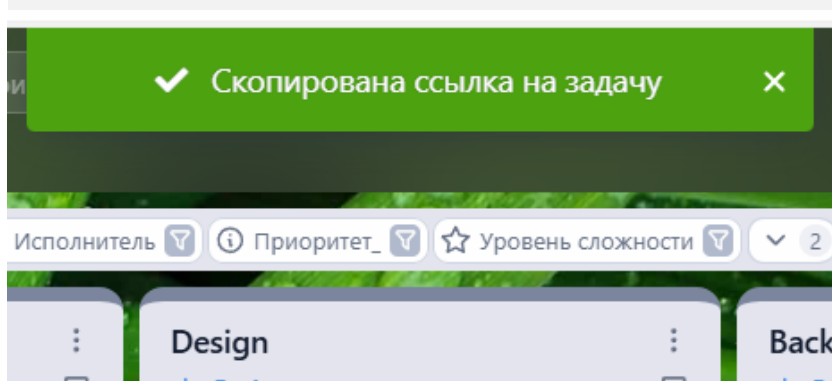 Скопирована ссылка на задачу
Исполнитель Приоритет_ Уровень сложности 2
Design Back